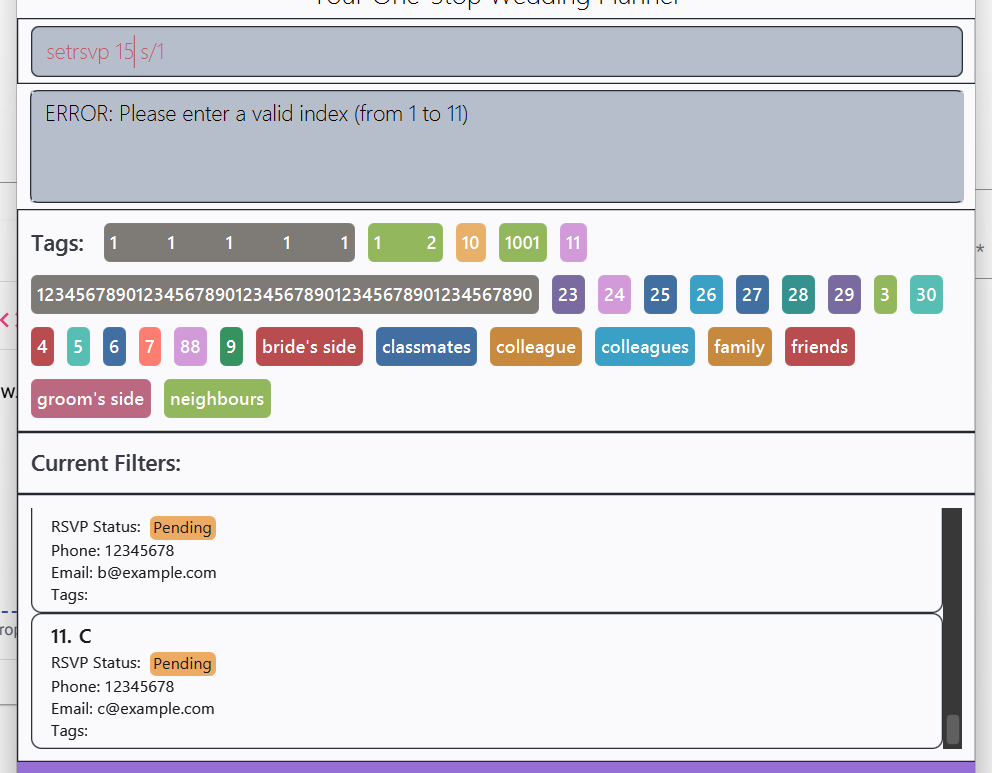 Your One-Stop Wedding Planner
setrsvp 15 s/1
ERROR: Please enter a valid index (from 1 to 11)
Tags: 1 1 1 1 1 1 2 10 1001 11
12345678901234567890123456789012345678901234567890 23 24 25 26 27 28 29 3 30
4 5 6 7 88 9 bride's side classmates colleague colleagues family friends
groom's side neighbours
Current Filters:
RSVP Status: Pending
Phone: 12345678
Email: b@example.com
Tags:
11. C
RSVP Status: Pending
Phone: 12345678
Email: c@example.com
Tags: